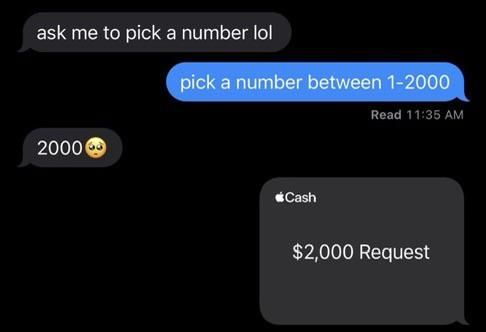 ask me to pick a number lol
pick a number between 1-2000
Read 11:35 AM
2000🥺
Cash
$2,000 Request